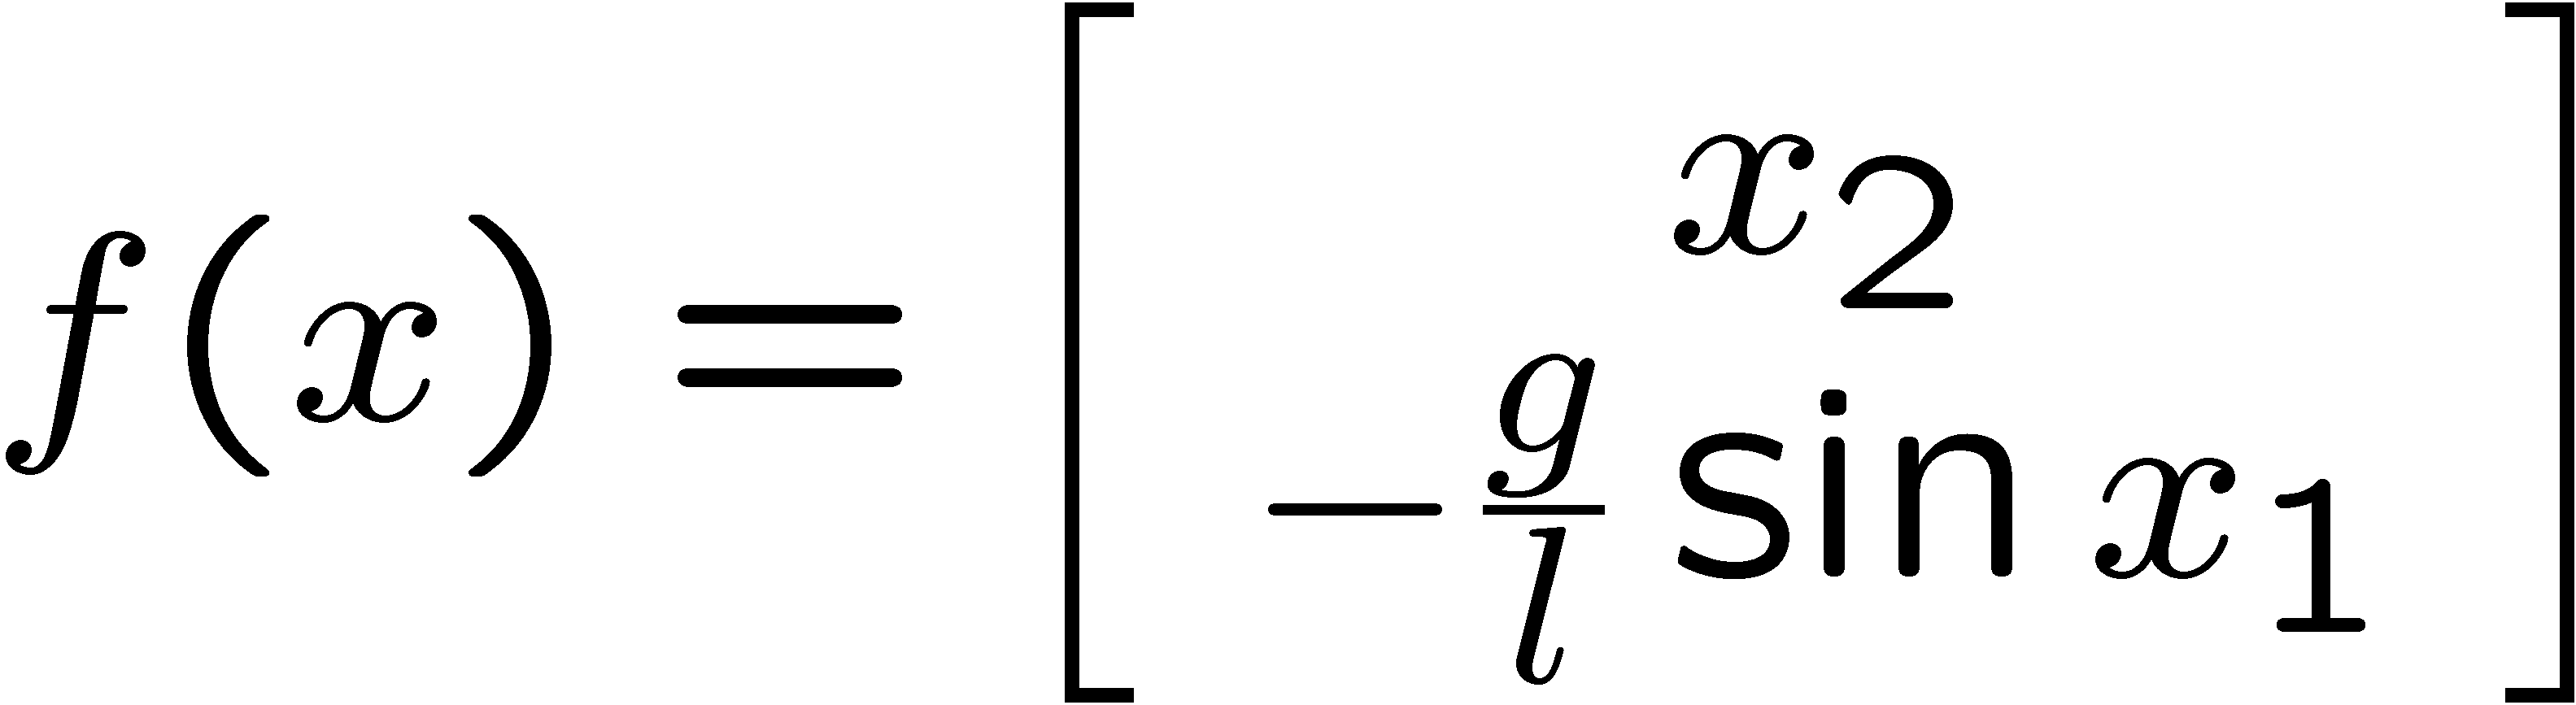 f(x) = [ x₂
-g/l sin x₁ ]